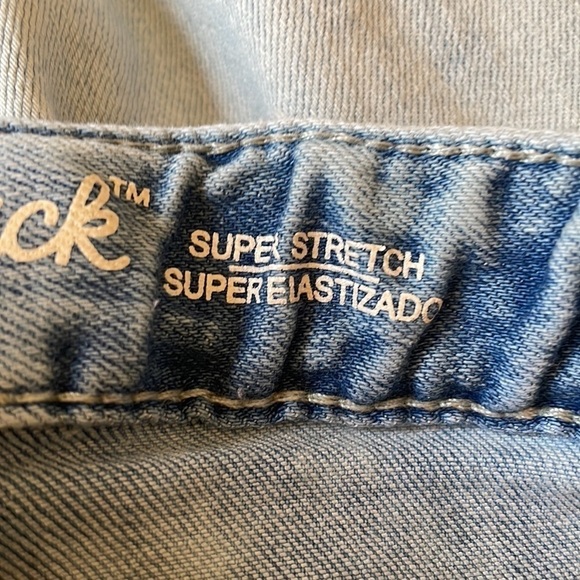 ck™
SUPER STRETCH
SUPER ELASTIZADO